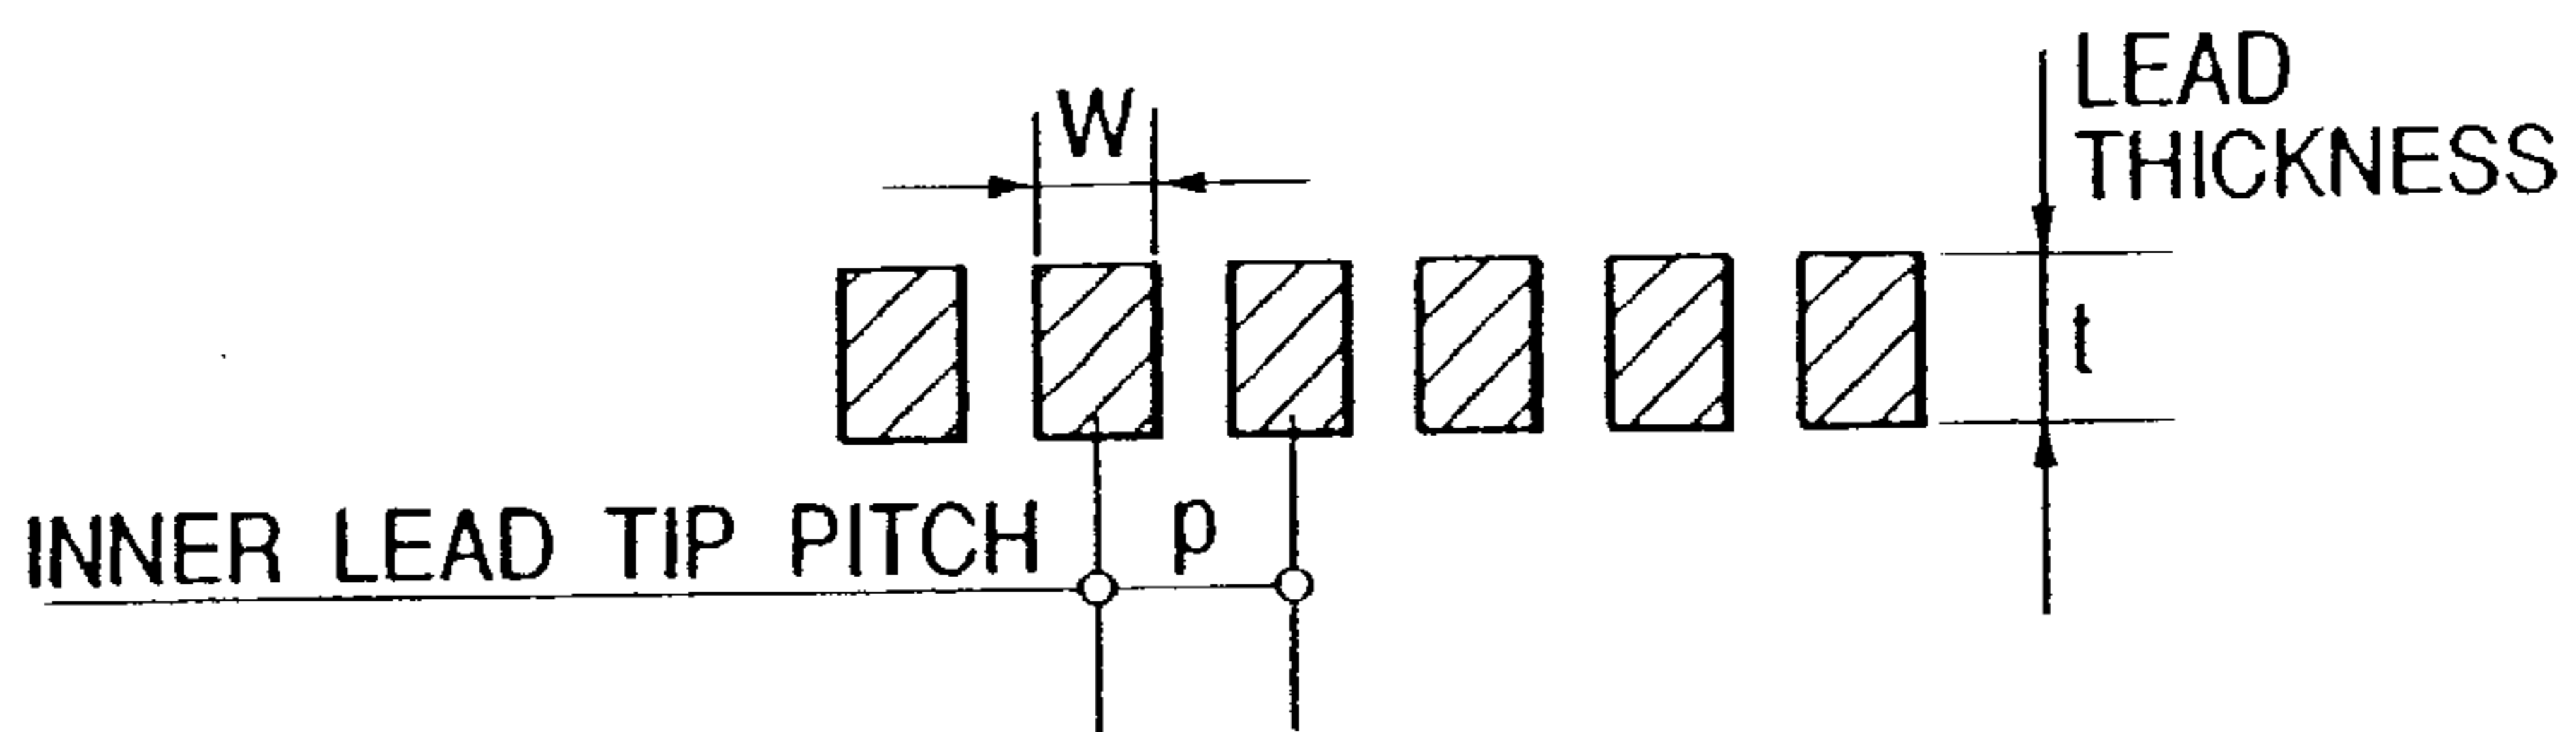 LEAD
THICKNESS
W
t
INNER LEAD TIP PITCH p